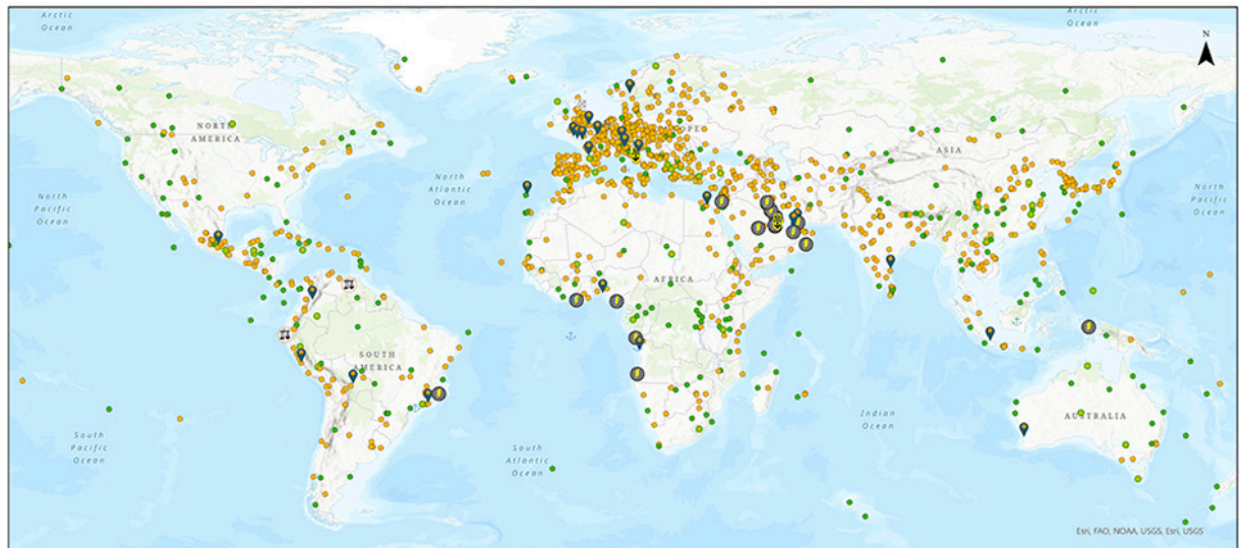 Arctic
Ocean
Arctic
Ocean
N
NORTH
AMERICA
EUROPE
ASIA
North
Pacific
Ocean
North
Atlantic
Ocean
North
Pacific
Ocean
AFRICA
SOUTH
AMERICA
AUSTRALIA
South
Pacific
Ocean
South
Atlantic
Ocean
Indian
Ocean
Esri, FAO, NOAA, USGS, Esri, USGS